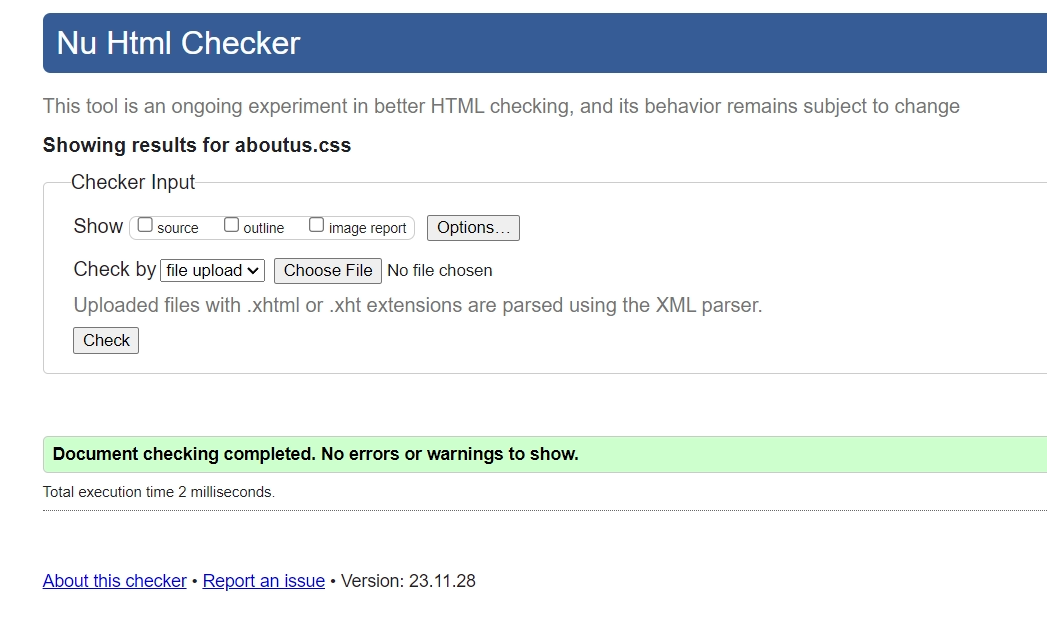 Nu Html Checker
This tool is an ongoing experiment in better HTML checking, and its behavior remains subject to change
Showing results for aboutus.css
Checker Input
Show source outline image report Options...
Check by file upload Choose File No file chosen
Uploaded files with .xhtml or .xht extensions are parsed using the XML parser.
Check
Document checking completed. No errors or warnings to show.
Total execution time 2 milliseconds.
About this checker • Report an issue • Version: 23.11.28